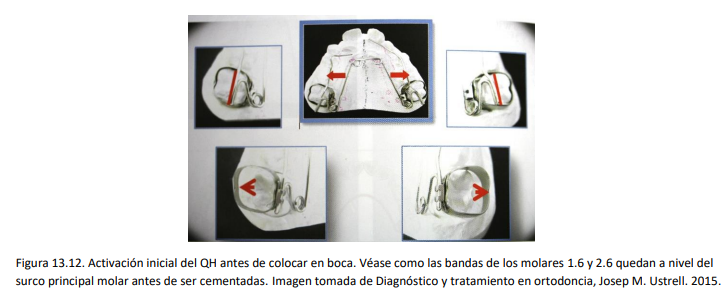 Figura 13.12. Activación inicial del QH antes de colocar en boca. Véase como las bandas de los molares 1.6 y 2.6 quedan a nivel del
surco principal molar antes de ser cementadas. Imagen tomada de Diagnóstico y tratamiento en ortodoncia, Josep M. Ustrell. 2015.